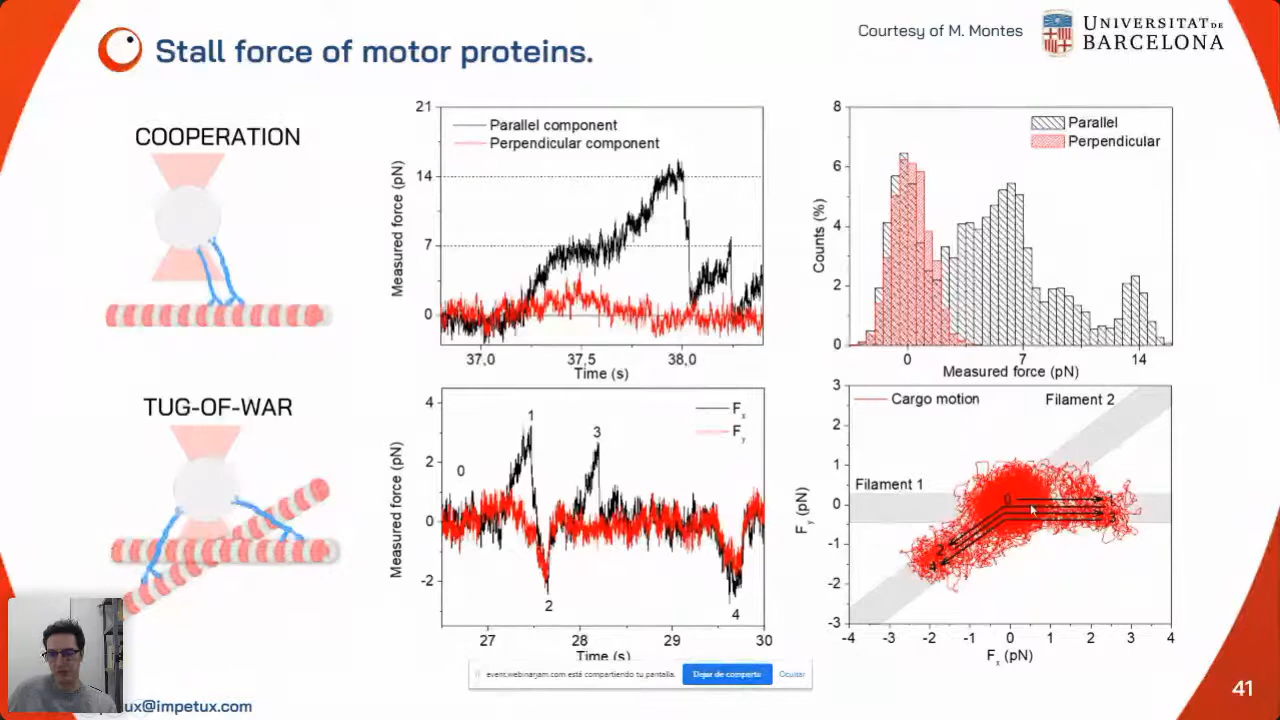 Stall force of motor proteins.
Courtesy of M. Montes
UNIVERSITAT DE
BARCELONA
COOPERATION
21
14
7
0
Measured force (pN)
Parallel component
Perpendicular component
37,0
37,5
38,0
Time (s)
8
6
4
2
0
Counts (%)
Parallel
Perpendicular
0
7
14
Measured force (pN)
TUG-OF-WAR
4
2
0
-2
Measured force (pN)
Fx
Fy
0
1
2
3
4
27
28
29
30
Time (s)
3
2
1
0
-1
-2
-3
Fy (pN)
Cargo motion
Filament 2
Filament 1
0
1
2
3
4
-4
-3
-2
-1
0
1
2
3
4
Fx (pN)
event.webinarjam.com está compartiendo tu pantalla.
Dejar de compartir
Ocultar
ux@impetux.com
41